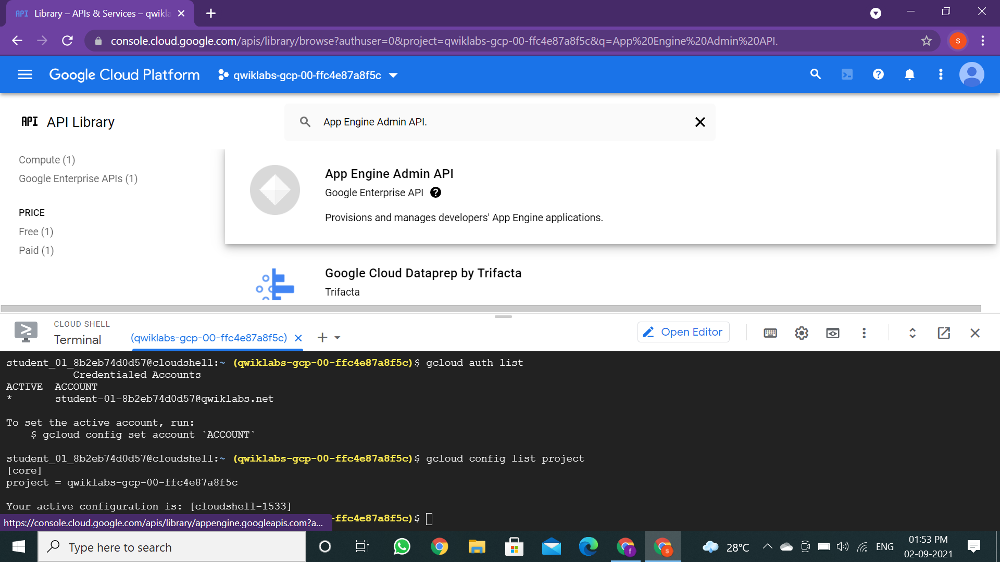 API Library – APIs & Services – qwikla
console.cloud.google.com/apis/library/browse?authuser=0&project=qwiklabs-gcp-00-ffc4e87a8f5c&q=App%20Engine%20Admin%20API.
s
Google Cloud Platform
qwiklabs-gcp-00-ffc4e87a8f5c
API API Library
App Engine Admin API.
Compute (1)
Google Enterprise APIs (1)
PRICE
Free (1)
Paid (1)
App Engine Admin API
Google Enterprise API
Provisions and manages developers' App Engine applications.
Google Cloud Dataprep by Trifacta
Trifacta
CLOUD SHELL
Terminal
(qwiklabs-gcp-00-ffc4e87a8f5c)
Open Editor
student_01_8b2eb74d0d57@cloudshell:~ (qwiklabs-gcp-00-ffc4e87a8f5c)$ gcloud auth list
Credentialed Accounts
ACTIVE ACCOUNT
* student-01-8b2eb74d0d57@qwiklabs.net
To set the active account, run:
$ gcloud config set account `ACCOUNT`
student_01_8b2eb74d0d57@cloudshell:~ (qwiklabs-gcp-00-ffc4e87a8f5c)$ gcloud config list project
[core]
project = qwiklabs-gcp-00-ffc4e87a8f5c
Your active configuration is: [cloudshell-1533]
-ffc4e87a8f5c)$
https://console.cloud.google.com/apis/library/appengine.googleapis.com?a...
Type here to search
f
s
28°C
ENG
01:53 PM
02-09-2021